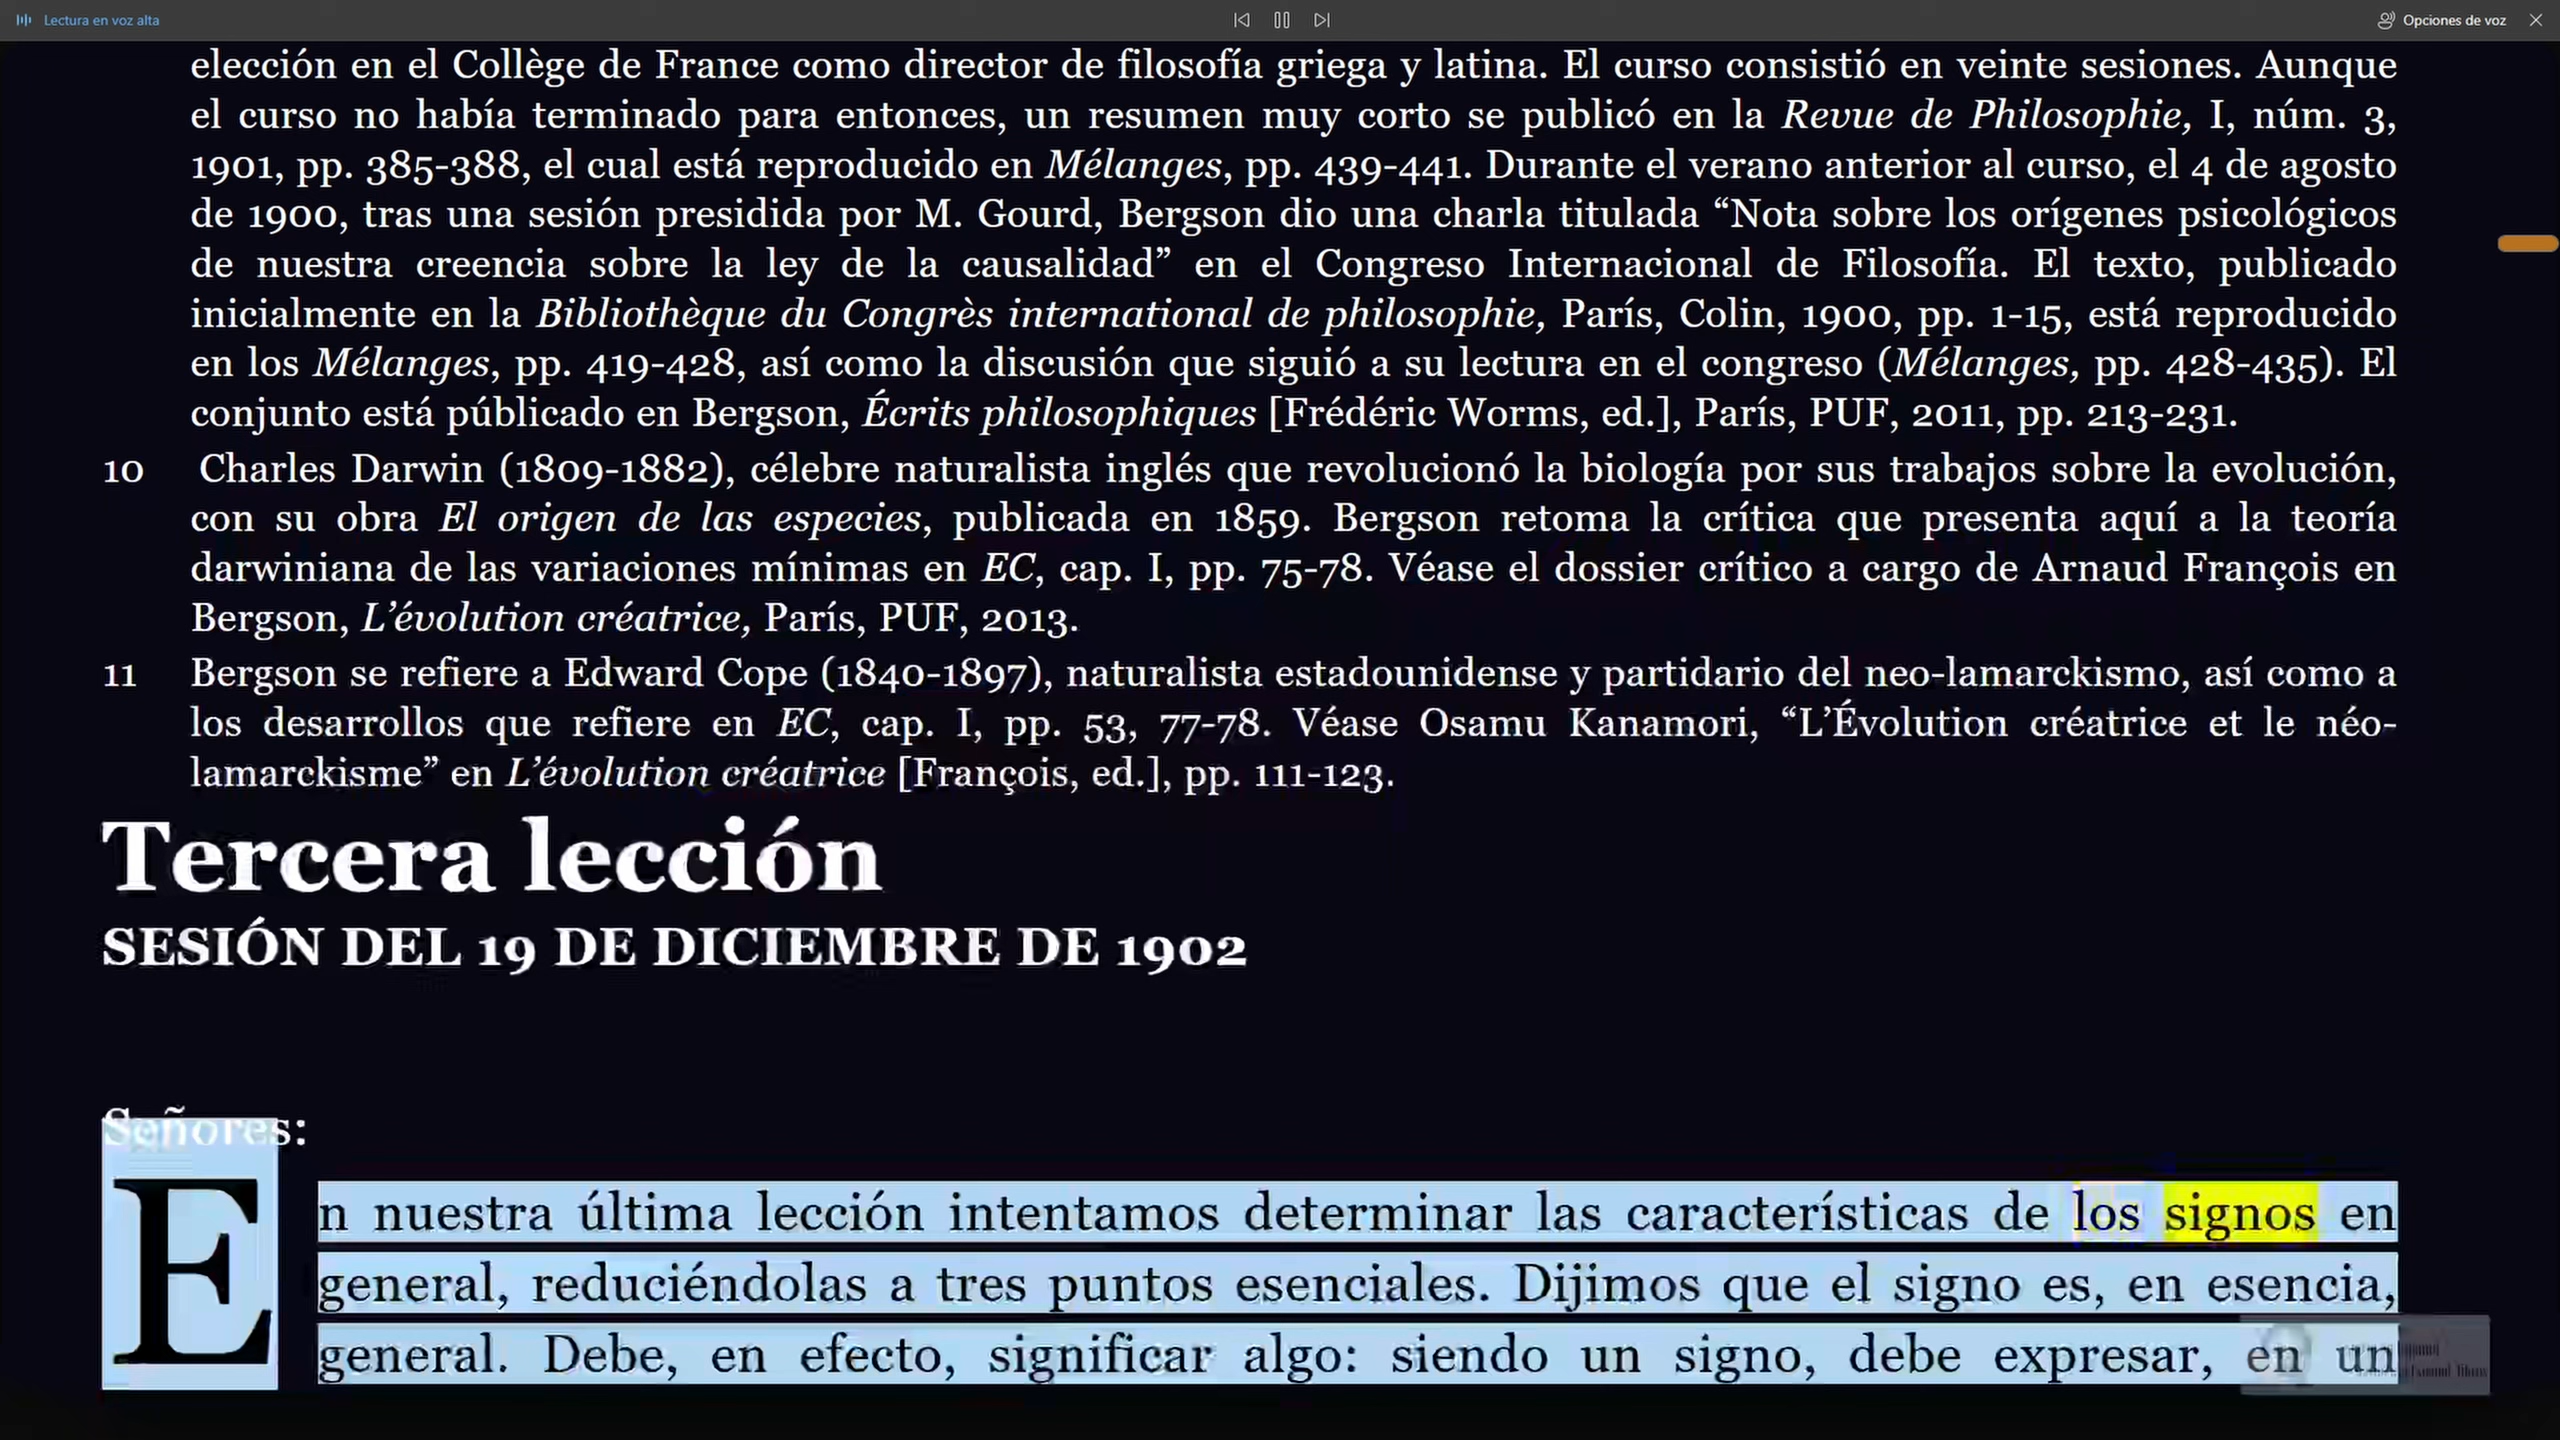 Lectura en voz alta
Opciones de voz
elección en el Collège de France como director de filosofía griega y latina. El curso consistió en veinte sesiones. Aunque
el curso no había terminado para entonces, un resumen muy corto se publicó en la Revue de Philosophie, I, núm. 3,
1901, pp. 385-388, el cual está reproducido en Mélanges, pp. 439-441. Durante el verano anterior al curso, el 4 de agosto
de 1900, tras una sesión presidida por M. Gourd, Bergson dio una charla titulada “Nota sobre los orígenes psicológicos
de nuestra creencia sobre la ley de la causalidad” en el Congreso Internacional de Filosofía. El texto, publicado
inicialmente en la Bibliothèque du Congrès international de philosophie, París, Colin, 1900, pp. 1-15, está reproducido
en los Mélanges, pp. 419-428, así como la discusión que siguió a su lectura en el congreso (Mélanges, pp. 428-435). El
conjunto está públicado en Bergson, Écrits philosophiques [Frédéric Worms, ed.], París, PUF, 2011, pp. 213-231.
10 Charles Darwin (1809-1882), célebre naturalista inglés que revolucionó la biología por sus trabajos sobre la evolución,
con su obra El origen de las especies, publicada en 1859. Bergson retoma la crítica que presenta aquí a la teoría
darwiniana de las variaciones mínimas en EC, cap. I, pp. 75-78. Véase el dossier crítico a cargo de Arnaud François en
Bergson, L’évolution créatrice, París, PUF, 2013.
11 Bergson se refiere a Edward Cope (1840-1897), naturalista estadounidense y partidario del neo-lamarckismo, así como a
los desarrollos que refiere en EC, cap. I, pp. 53, 77-78. Véase Osamu Kanamori, “L’Évolution créatrice et le néo-
lamarckisme” en L’évolution créatrice [François, ed.], pp. 111-123.
Tercera lección
SESIÓN DEL 19 DE DICIEMBRE DE 1902
Señores:
En nuestra última lección intentamos determinar las características de los signos en
general, reduciéndolas a tres puntos esenciales. Dijimos que el signo es, en esencia,
general. Debe, en efecto, significar algo: siendo un signo, debe expresar, en un